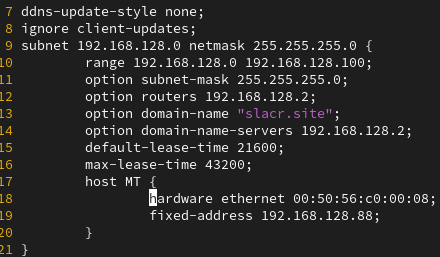 7 ddns-update-style none;
8 ignore client-updates;
9 subnet 192.168.128.0 netmask 255.255.255.0 {
10 range 192.168.128.0 192.168.128.100;
11 option subnet-mask 255.255.255.0;
12 option routers 192.168.128.2;
13 option domain-name "slacr.site";
14 option domain-name-servers 192.168.128.2;
15 default-lease-time 21600;
16 max-lease-time 43200;
17 host MT {
18 hardware ethernet 00:50:56:c0:00:08;
19 fixed-address 192.168.128.88;
20 }
21 }